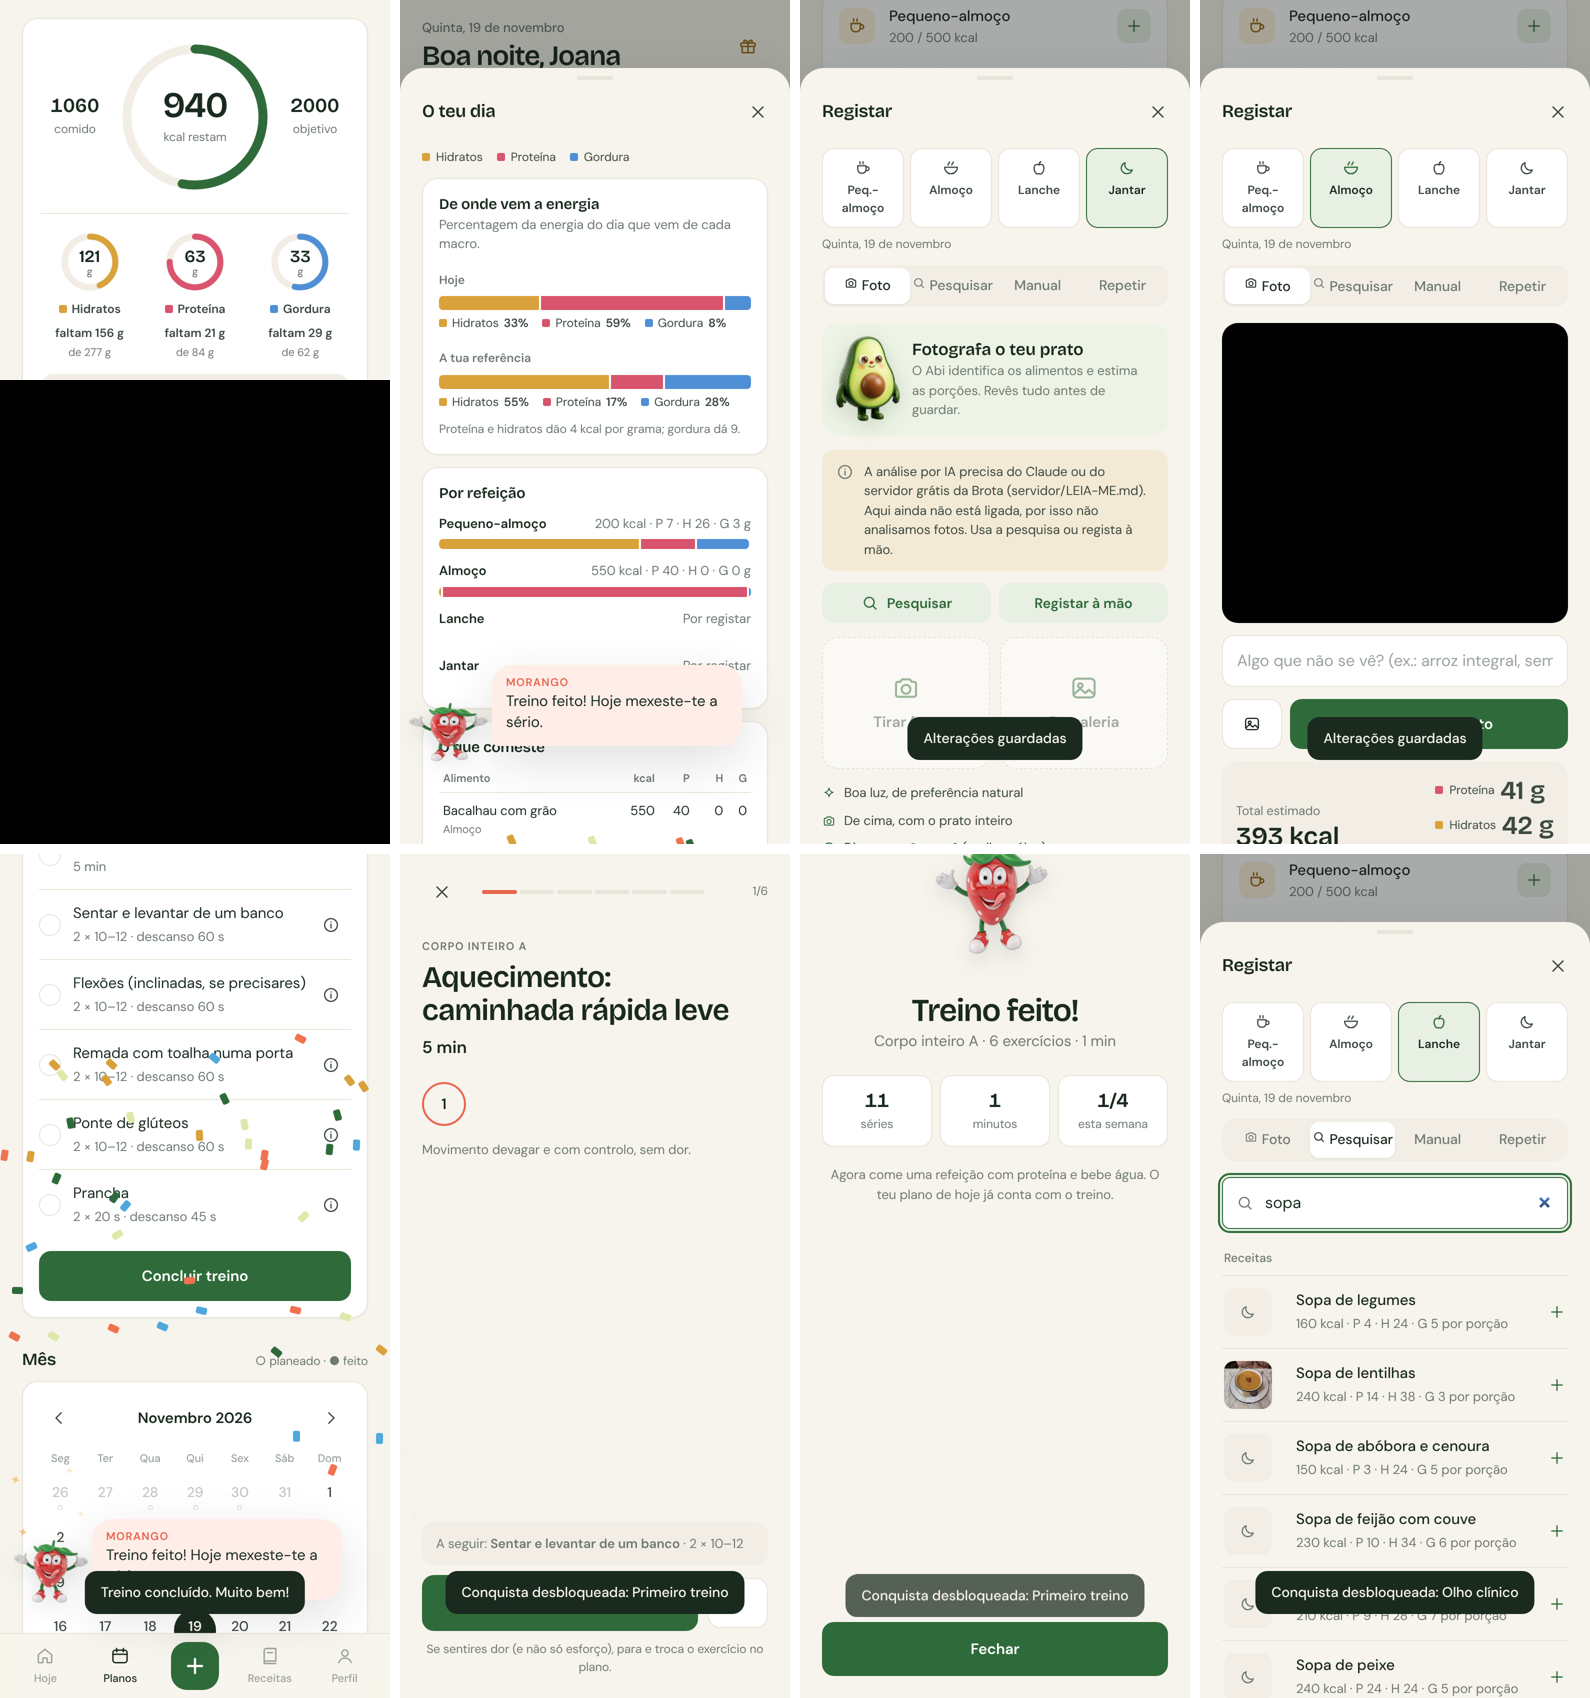 1060
comido
940
kcal restam
2000
objetivo
121
g
63
g
33
g
Hidratos
Proteína
Gordura
faltam 156 g
faltam 21 g
faltam 29 g
de 277 g
de 84 g
de 62 g
Quinta, 19 de novembro
Boa noite, Joana
O teu dia
Hidratos Proteína Gordura
De onde vem a energia
Percentagem da energia do dia que vem de cada
macro.
Hoje
Hidratos 33% Proteína 59% Gordura 8%
A tua referência
Hidratos 55% Proteína 17% Gordura 28%
Proteína e hidratos dão 4 kcal por grama; gordura dá 9.
Por refeição
Pequeno-almoço 200 kcal · P 7 · H 26 · G 3 g
Almoço 550 kcal · P 40 · H 0 · G 0 g
Lanche Por registar
Jantar Por registar
MORANGO
Treino feito! Hoje mexeste-te a
sério.
O que comeste
Alimento kcal P H G
Bacalhau com grão 550 40 0 0
Almoço
Pequeno-almoço
200 / 500 kcal
Registar
Peq.-
almoço
Almoço
Lanche
Jantar
Quinta, 19 de novembro
Foto Pesquisar Manual Repetir
Fotografa o teu prato
O Abi identifica os alimentos e estima
as porções. Revês tudo antes de
guardar.
A análise por IA precisa do Claude ou do
servidor grátis da Brota (servidor/LEIA-ME.md).
Aqui ainda não está ligada, por isso não
analisamos fotos. Usa a pesquisa ou regista à
mão.
Pesquisar
Registar à mão
Tirar
galeria
Alterações guardadas
Boa luz, de preferência natural
De cima, com o prato inteiro
Pequeno-almoço
200 / 500 kcal
Registar
Peq.-
almoço
Almoço
Lanche
Jantar
Quinta, 19 de novembro
Foto Pesquisar Manual Repetir
Algo que não se vê? (ex.: arroz integral, sem
Alterações guardadas
Total estimado
393 kcal
Proteína 41 g
Hidratos 42 g
5 min
Sentar e levantar de um banco
2 × 10–12 · descanso 60 s
Flexões (inclinadas, se precisares)
2 × 10–12 · descanso 60 s
Remada com toalha numa porta
2 × 10–12 · descanso 60 s
Ponte de glúteos
2 × 10–12 · descanso 60 s
Prancha
2 × 20 s · descanso 45 s
Concluir treino
Mês
planeado · feito
Novembro 2026
Seg Ter Qua Qui Sex Sáb Dom
26 27 28 29 30 31 1
2
MORANGO
Treino feito! Hoje mexeste-te a
9
Treino concluído. Muito bem!
16 17 18 19 20 21 22
Hoje
Planos
Receitas
Perfil
1/6
CORPO INTEIRO A
Aquecimento:
caminhada rápida leve
5 min
1
Movimento devagar e com controlo, sem dor.
A seguir: Sentar e levantar de um banco · 2 × 10–12
Conquista desbloqueada: Primeiro treino
Se sentires dor (e não só esforço), para e troca o exercício no
plano.
Treino feito!
Corpo inteiro A · 6 exercícios · 1 min
11
séries
1
minutos
1/4
esta semana
Agora come uma refeição com proteína e bebe água. O
teu plano de hoje já conta com o treino.
Conquista desbloqueada: Primeiro treino
Fechar
Pequeno-almoço
200 / 500 kcal
Registar
Peq.-
almoço
Almoço
Lanche
Jantar
Quinta, 19 de novembro
Foto Pesquisar Manual Repetir
sopa
Receitas
Sopa de legumes
160 kcal · P 4 · H 24 · G 5 por porção
Sopa de lentilhas
240 kcal · P 14 · H 38 · G 3 por porção
Sopa de abóbora e cenoura
150 kcal · P 3 · H 24 · G 5 por porção
Sopa de feijão com couve
230 kcal · P 10 · H 34 · G 6 por porção
Conquista desbloqueada: Olho clínico
210 kcal · P 9 · H 28 · G 7 por porção
Sopa de peixe
240 kcal · P 24 · H 24 · G 5 por porção